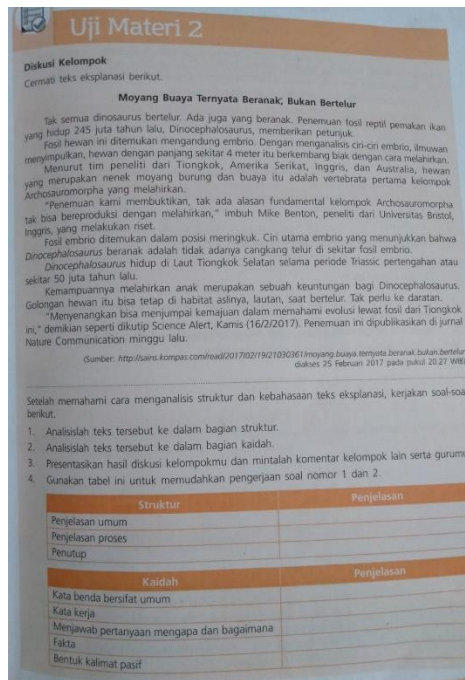 Uji Materi 2
Diskusi Kelompok
Cermati teks eksplanasi berikut.
Moyang Buaya Ternyata Beranak, Bukan Bertelur
Tak semua dinosaurus bertelur. Ada juga yang beranak. Penemuan fosil reptil pemakan ikan
yang hidup 245 juta tahun lalu, Dinocephalosaurus, memberikan petunjuk.
Fosil hewan ini ditemukan mengandung embrio. Dengan menganalisis ciri-ciri embrio, ilmuwan
menyimpulkan, hewan dengan panjang sekitar 4 meter itu berkembang biak dengan cara melahirkan.
Menurut tim peneliti dari Tiongkok, Amerika Serikat, Inggris, dan Australia, hewan
yang merupakan nenek moyang burung dan buaya itu adalah vertebrata pertama kelompok
Archosauromorpha yang melahirkan.
"Penemuan kami membuktikan, tak ada alasan fundamental kelompok Archosauromorpha
tak bisa bereproduksi dengan melahirkan," imbuh Mike Benton, peneliti dari Universitas Bristol,
Inggris, yang melakukan riset.
Fosil embrio ditemukan dalam posisi meringkuk. Ciri utama embrio yang menunjukkan bahwa
Dinocephalosaurus beranak adalah tidak adanya cangkang telur di sekitar fosil embrio.
Dinocephalosaurus hidup di Laut Tiongkok Selatan selama periode Triassic pertengahan atau
sekitar 50 juta tahun lalu.
Kemampuannya melahirkan anak merupakan sebuah keuntungan bagi Dinocephalosaurus.
Golongan hewan itu bisa tetap di habitat aslinya, lautan, saat bertelur. Tak perlu ke daratan.
"Menyenangkan bisa menjumpai kemajuan dalam memahami evolusi lewat fosil dari Tiongkok
ini," demikian seperti dikutip Science Alert, Kamis (16/2/2017). Penemuan ini dipublikasikan di jurnal
Nature Communication minggu lalu.
(Sumber: http://sains.kompas.com/read/2017/02/19/21030361/moyang.buaya.ternyata.beranak.bukan.bertelur
diakses 25 Februari 2017 pada pukul 20.27 WIB)
Setelah memahami cara menganalisis struktur dan kebahasaan teks eksplanasi, kerjakan soal-soal
berikut.
1. Analisislah teks tersebut ke dalam bagian struktur.
2. Analisislah teks tersebut ke dalam bagian kaidah.
3. Presentasikan hasil diskusi kelompokmu dan mintalah komentar kelompok lain serta gurumu
4. Gunakan tabel ini untuk memudahkan pengerjaan soal nomor 1 dan 2.
Struktur Penjelasan
Penjelasan umum
Penjelasan proses
Penutup
Kaidah Penjelasan
Kata benda bersifat umum
Kata kerja
Menjawab pertanyaan mengapa dan bagaimana
Fakta
Bentuk kalimat pasif